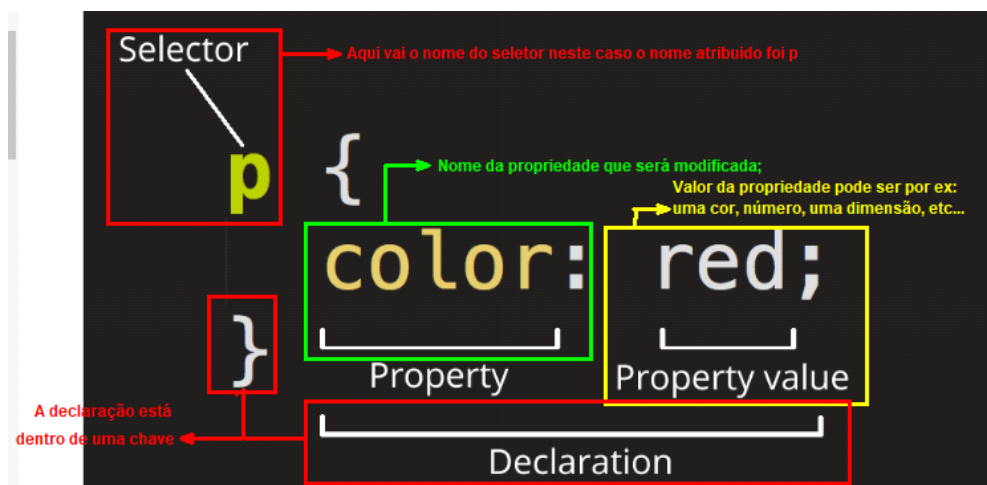 Selector
Aqui vai o nome do seletor neste caso o nome atribuido foi p
p {
Nome da propriedade que será modificada;
Valor da propriedade pode ser por ex:
uma cor, número, uma dimensão, etc...
color: red;
}
Property
Property value
A declaração está
dentro de uma chave
Declaration